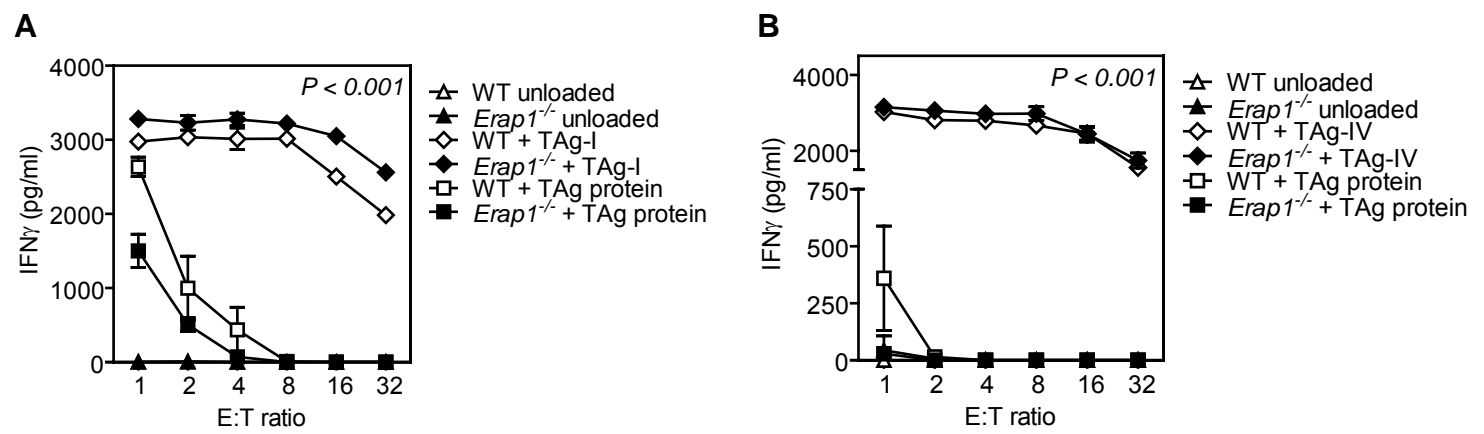 A
IFNγ (pg/ml)
4000
3000
2000
1000
0
P < 0.001
1 2 4 8 16 32
E:T ratio
WT unloaded
Erap1-/- unloaded
WT + TAg-I
Erap1-/- + TAg-I
WT + TAg protein
Erap1-/- + TAg protein
B
IFNγ (pg/ml)
4000
2000
750
500
250
0
P < 0.001
1 2 4 8 16 32
E:T ratio
WT unloaded
Erap1-/- unloaded
WT + TAg-IV
Erap1-/- + TAg-IV
WT + TAg protein
Erap1-/- + TAg protein